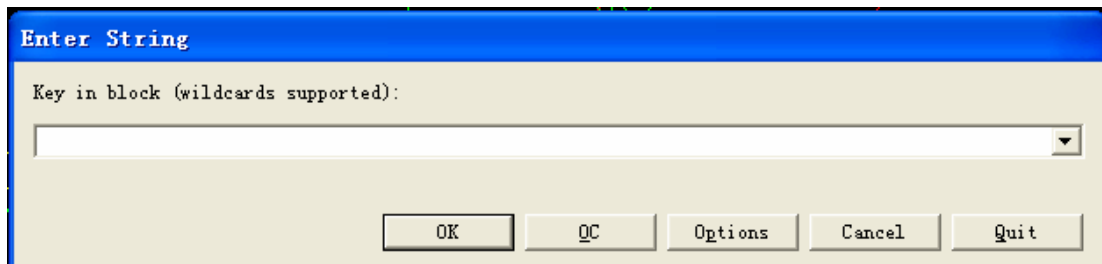 Enter String
Key in block (wildcards supported):
OK QC Options Cancel Quit